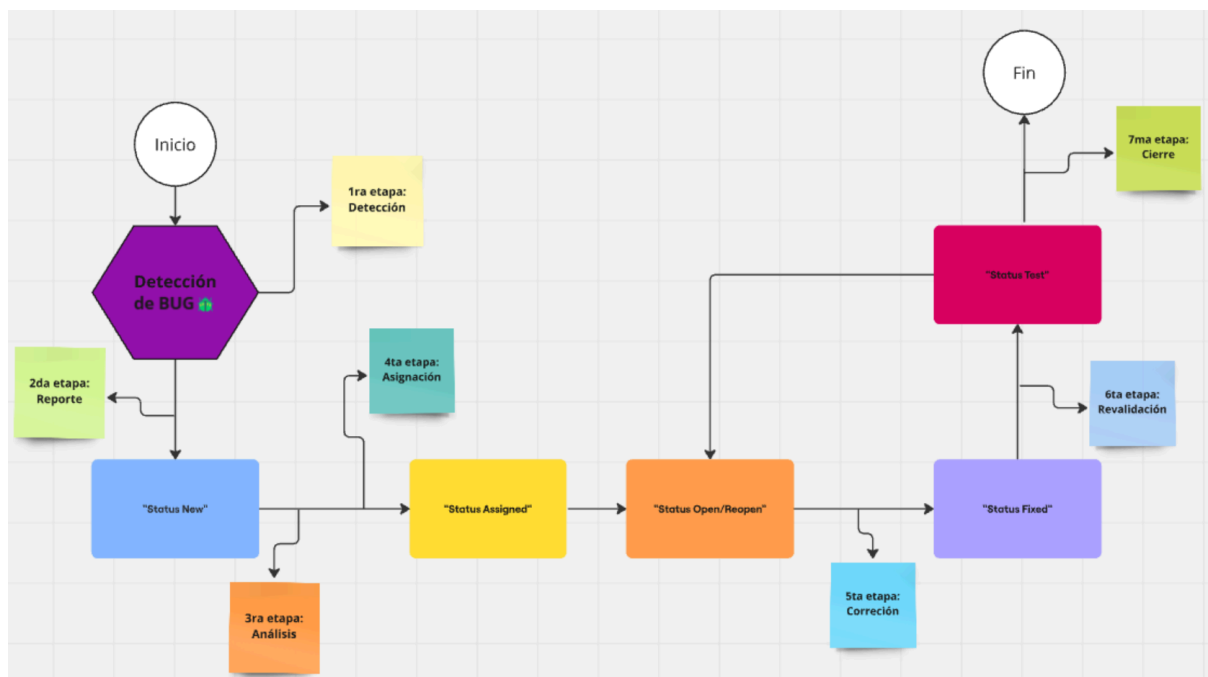 Fin
7ma etapa:
Cierre
Inicio
1ra etapa:
Detección
Detección
de BUG
"Status Test"
4ta etapa:
Asignación
2da etapa:
Reporte
6ta etapa:
Revalidación
"Status New"
"Status Assigned"
"Status Open/Reopen"
"Status Fixed"
5ta etapa:
Correción
3ra etapa:
Análisis